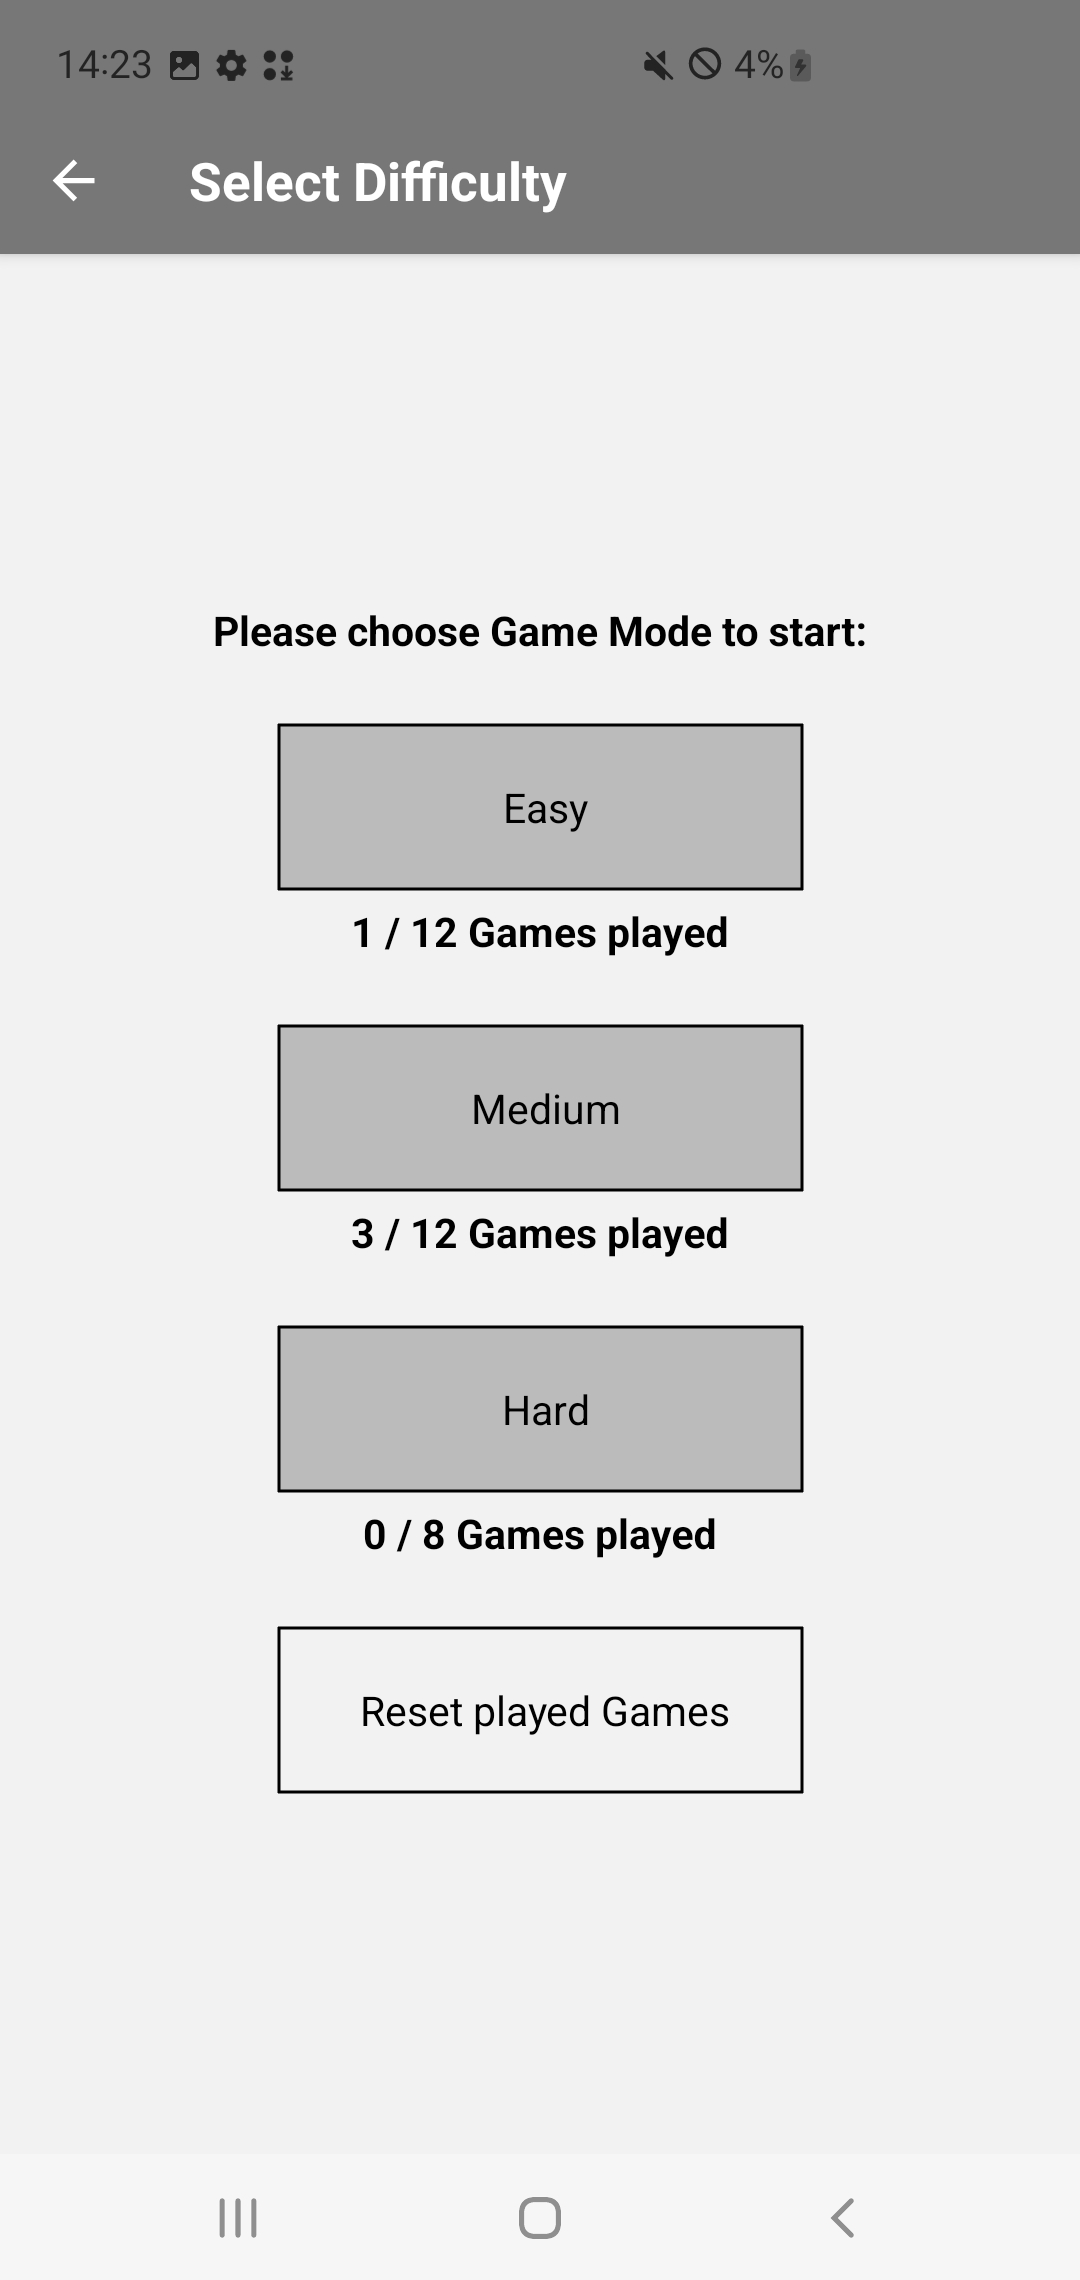 14:23 4%
Select Difficulty
Please choose Game Mode to start:
Easy
1 / 12 Games played
Medium
3 / 12 Games played
Hard
0 / 8 Games played
Reset played Games